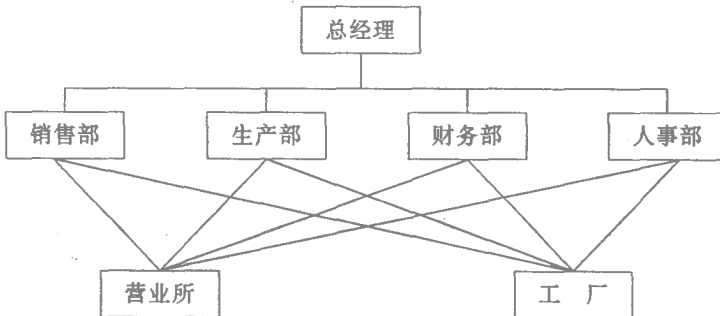 总经理
销售部 生产部 财务部 人事部
营业所 工 厂